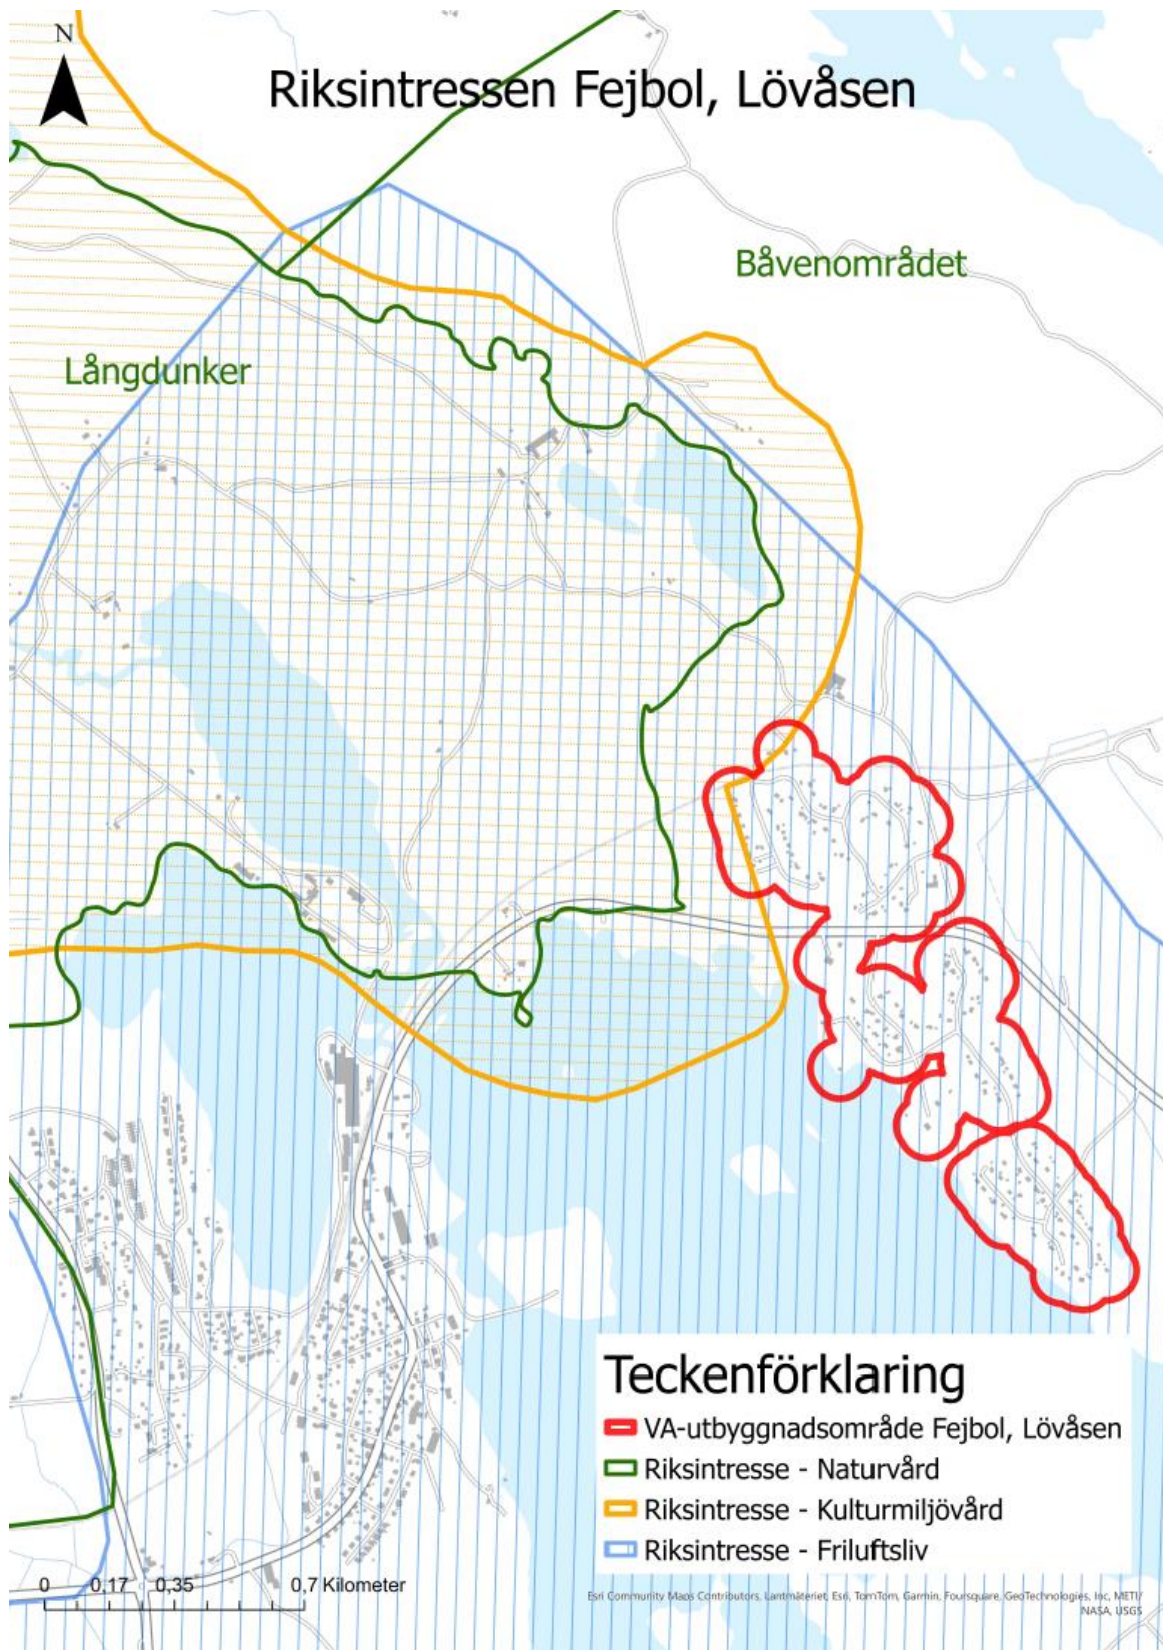 N
Riksintressen Fejbol, Lövåsen
Båvenområdet
Långdunker
Teckenförklaring
VA-utbyggnadsområde Fejbol, Lövåsen
Riksintresse - Naturvård
Riksintresse - Kulturmiljövård
Riksintresse - Friluftsliv
0 0,17 0,35 0,7 Kilometer
Esri Community Maps Contributors, Lantmäteriet, Esri, TomTom, Garmin, Foursquare, GeoTechnologies, Inc, METI/
NASA, USGS